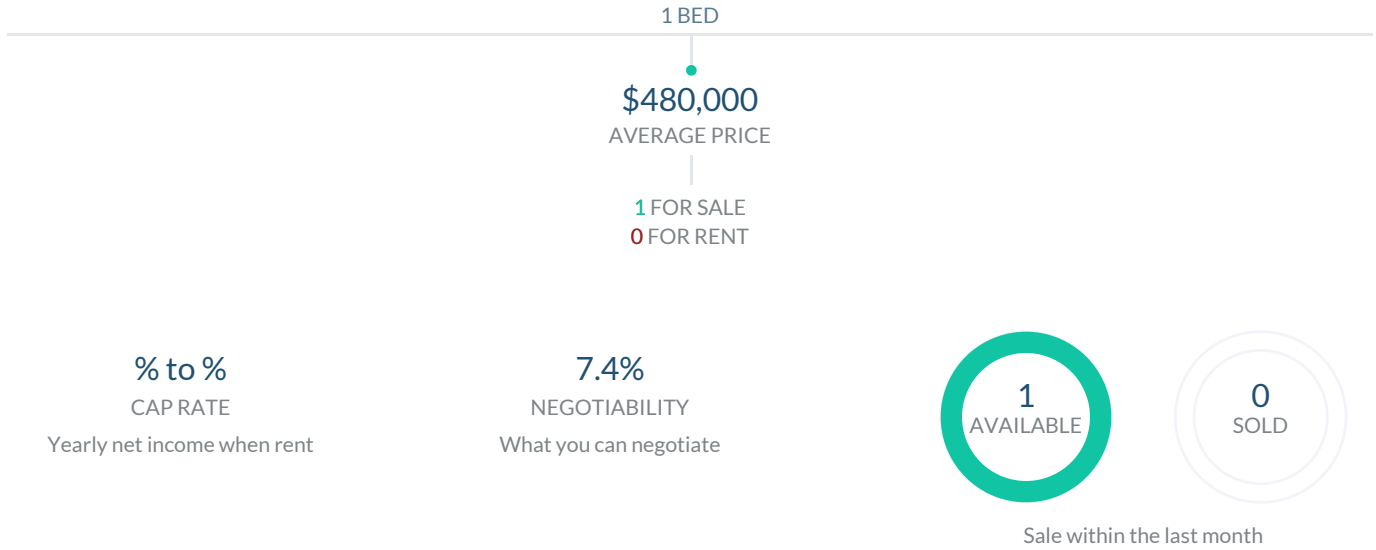 1 BED
$480,000
AVERAGE PRICE
1 FOR SALE
0 FOR RENT
% to %
CAP RATE
Yearly net income when rent
7.4%
NEGOTIABILITY
What you can negotiate
1
AVAILABLE
0
SOLD
Sale within the last month